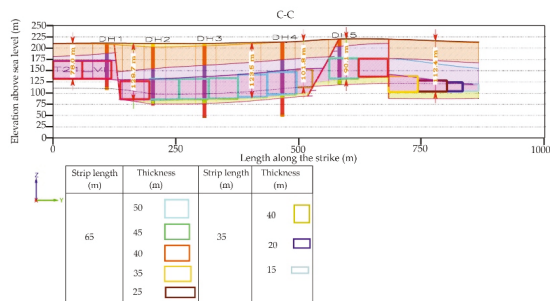 C-C
Elevation above sea level (m)
225
200
175
150
125
100
75
50
25
0
DH1
DH2
DH3
DH4
DH5
0
250
500
750
1000
Length along the strike (m)
Z
Y
Strip length (m)
Thickness (m)
Strip length (m)
Thickness (m)
65
50
45
40
35
25
35
40
20
15